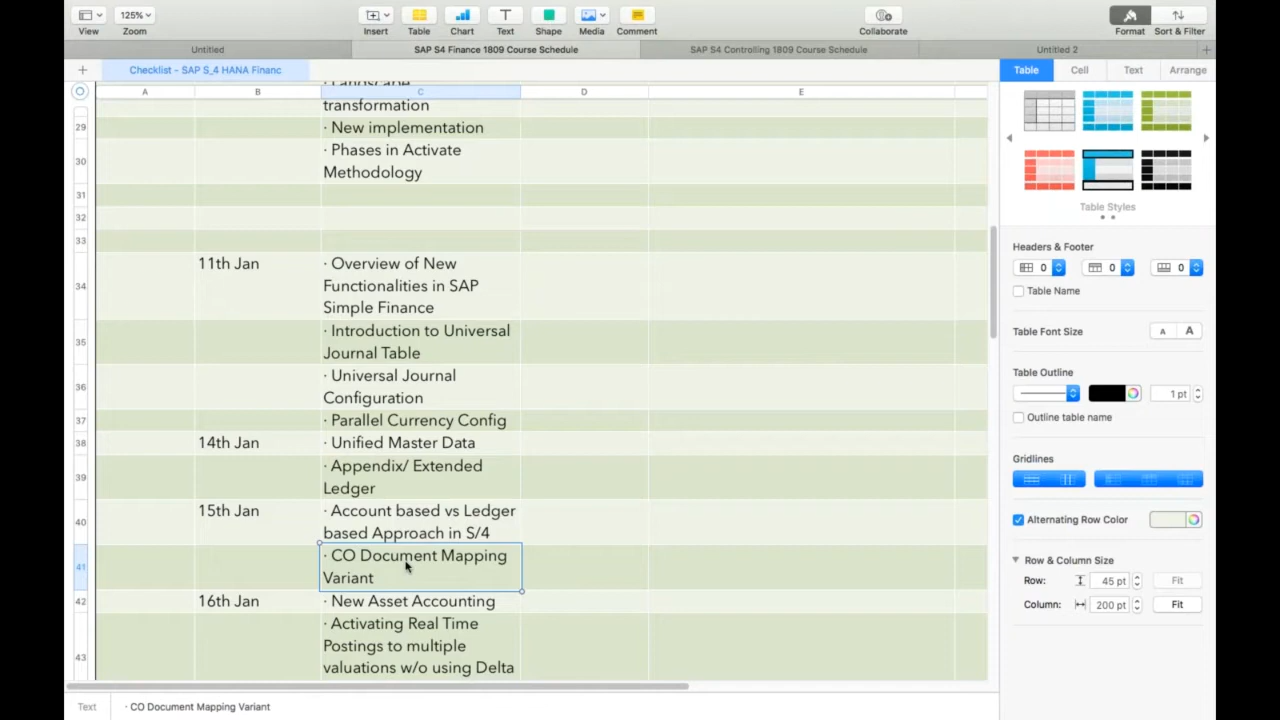 View
125%
Zoom
Insert
Table
Chart
Text
Shape
Media
Comment
Collaborate
Format
Sort & Filter
Untitled
SAP S4 Finance 1809 Course Schedule
SAP S4 Controlling 1809 Course Schedule
Untitled 2
Checklist - SAP S_4 HANA Financ
Table
Cell
Text
Arrange
A
B
C
D
E
· Landscape
transformation
29
· New implementation
30
· Phases in Activate
Methodology
31
32
33
34
11th Jan
· Overview of New
Functionalities in SAP
Simple Finance
35
· Introduction to Universal
Journal Table
36
· Universal Journal
Configuration
37
· Parallel Currency Config
38
14th Jan
· Unified Master Data
39
· Appendix/ Extended
Ledger
40
15th Jan
· Account based vs Ledger
based Approach in S/4
41
· CO Document Mapping
Variant
42
16th Jan
· New Asset Accounting
43
· Activating Real Time
Postings to multiple
valuations w/o using Delta
Table Styles
Headers & Footer
0
0
0
Table Name
Table Font Size
A
A
Table Outline
1 pt
Outline table name
Gridlines
Alternating Row Color
Row & Column Size
Row:
45 pt
Fit
Column:
200 pt
Fit
Text
· CO Document Mapping Variant